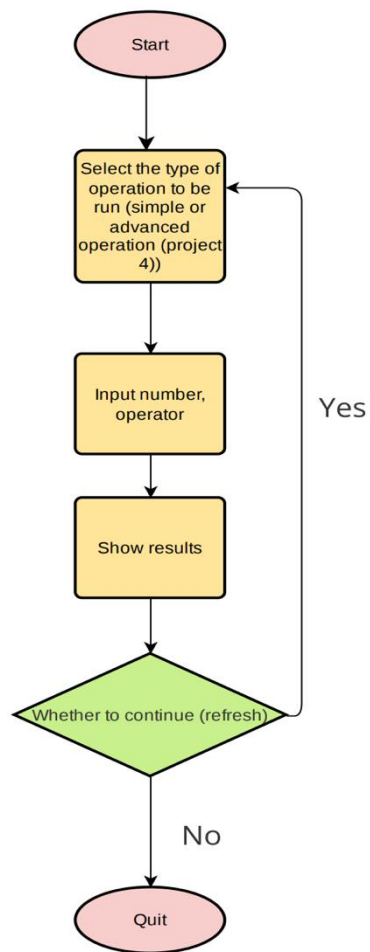 Start
Select the type of
operation to be
run (simple or
advanced
operation (project
4))
Input number,
operator
Yes
Show results
Whether to continue (refresh)
No
Quit